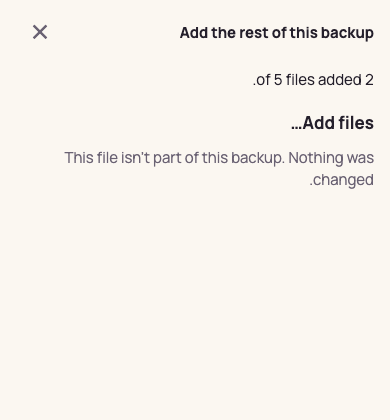 Add the rest of this backup
2 of 5 files added.
Add files…
This file isn't part of this backup. Nothing was
changed.